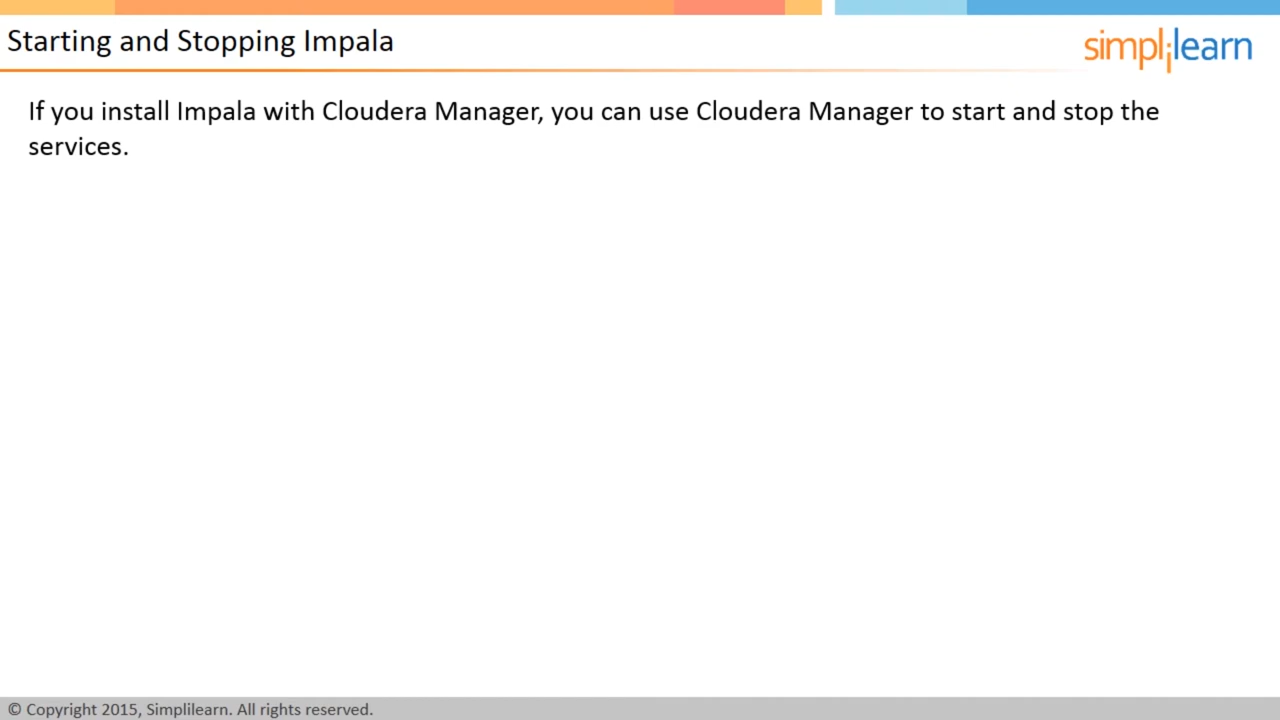 Starting and Stopping Impala
simplilearn
If you install Impala with Cloudera Manager, you can use Cloudera Manager to start and stop the
services.
© Copyright 2015, Simplilearn. All rights reserved.